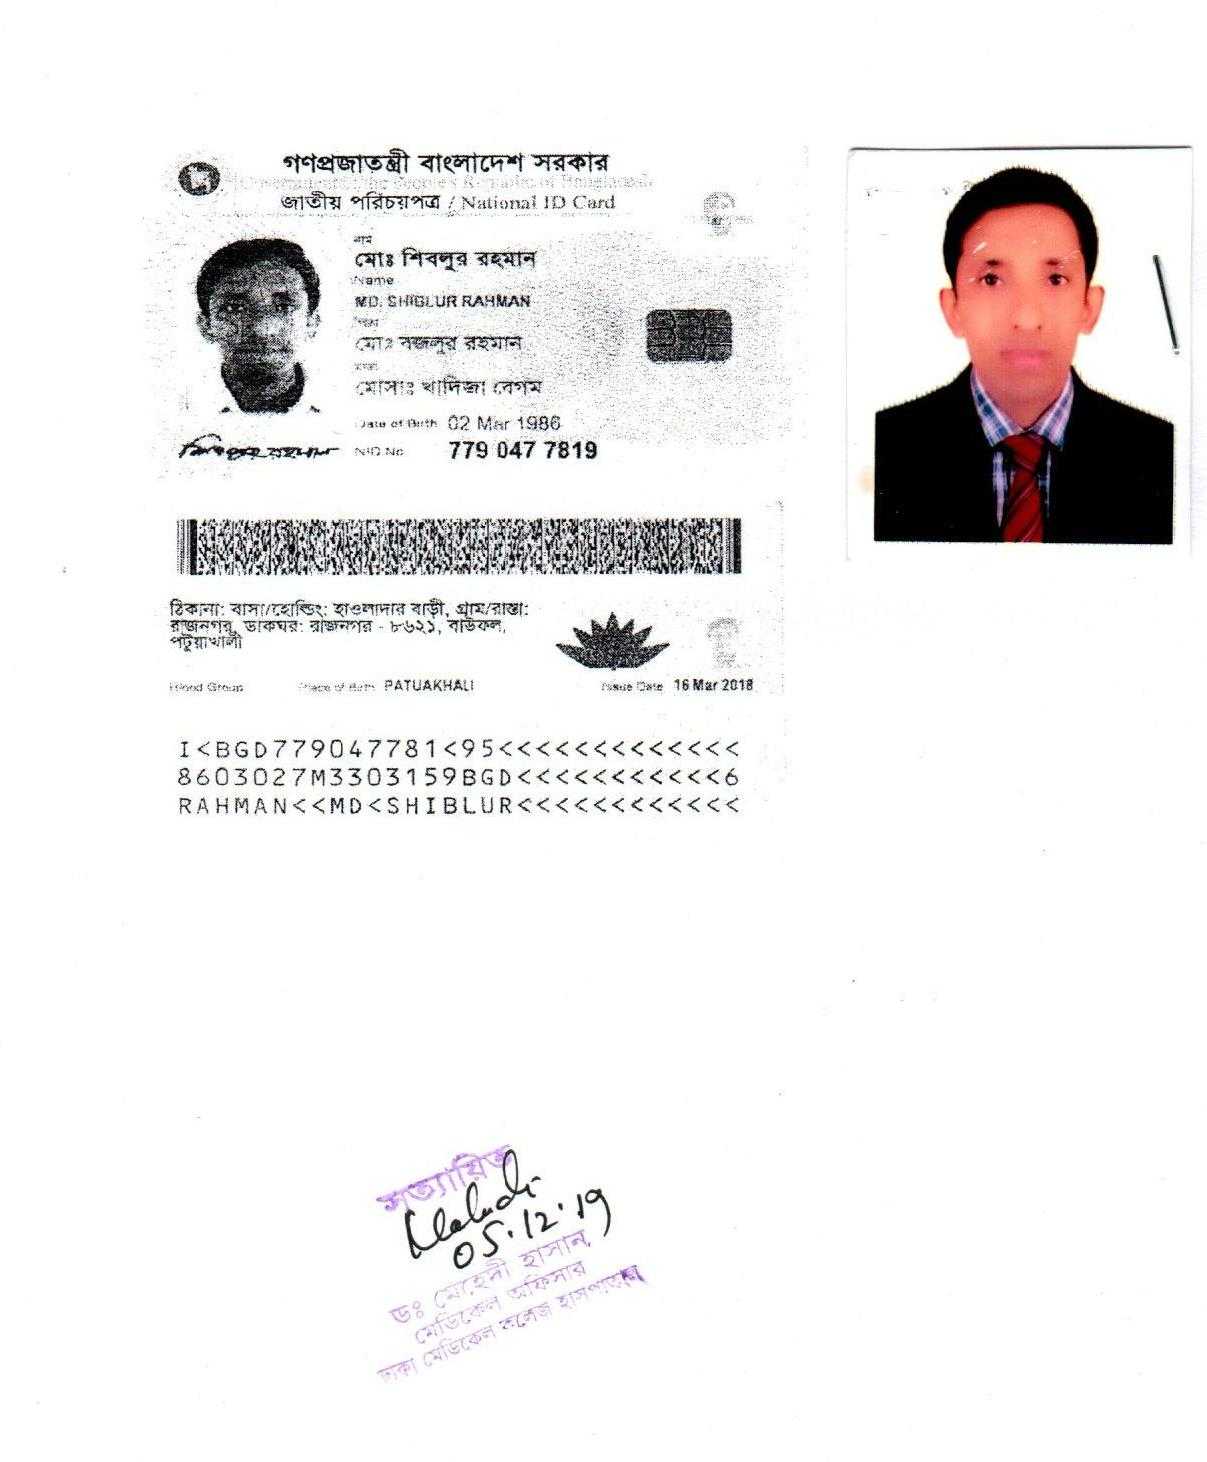 গণপ্রজাতন্ত্রী বাংলাদেশ সরকার
Government of the People's Republic of Bangladesh
জাতীয় পরিচয়পত্র / National ID Card
নাম
মোঃ শিবলুর রহমান
Name
MD. SHIBLUR RAHMAN
পিতা
মোঃ বজলুর রহমান
মাতা
মোসাঃ খাদিজা বেগম
Date of Birth 02 Mar 1986
শিবলুর রহমান
NID No 779 047 7819
ঠিকানা: বাসা/হোল্ডিং: হাওলাদার বাড়ী, গ্রাম/রাস্তা:
রাজনগর, ডাকঘর: রাজনগর - ৮৬২১, বাউফল,
পটুয়াখালী
Blood Group Place of Birth PATUAKHALI Issue Date 16 Mar 2018
I<BGD779047781<95<<<<<<<<<<<<<
8603027M3303159BGD<<<<<<<<<<<6
RAHMAN<<MD<SHIBLUR<<<<<<<<<<<<
সত্যায়িত
05.12.19
ডঃ মেহেদী হাসান
মেডিকেল অফিসার
ঢাকা মেডিকেল কলেজ হাসপাতাল